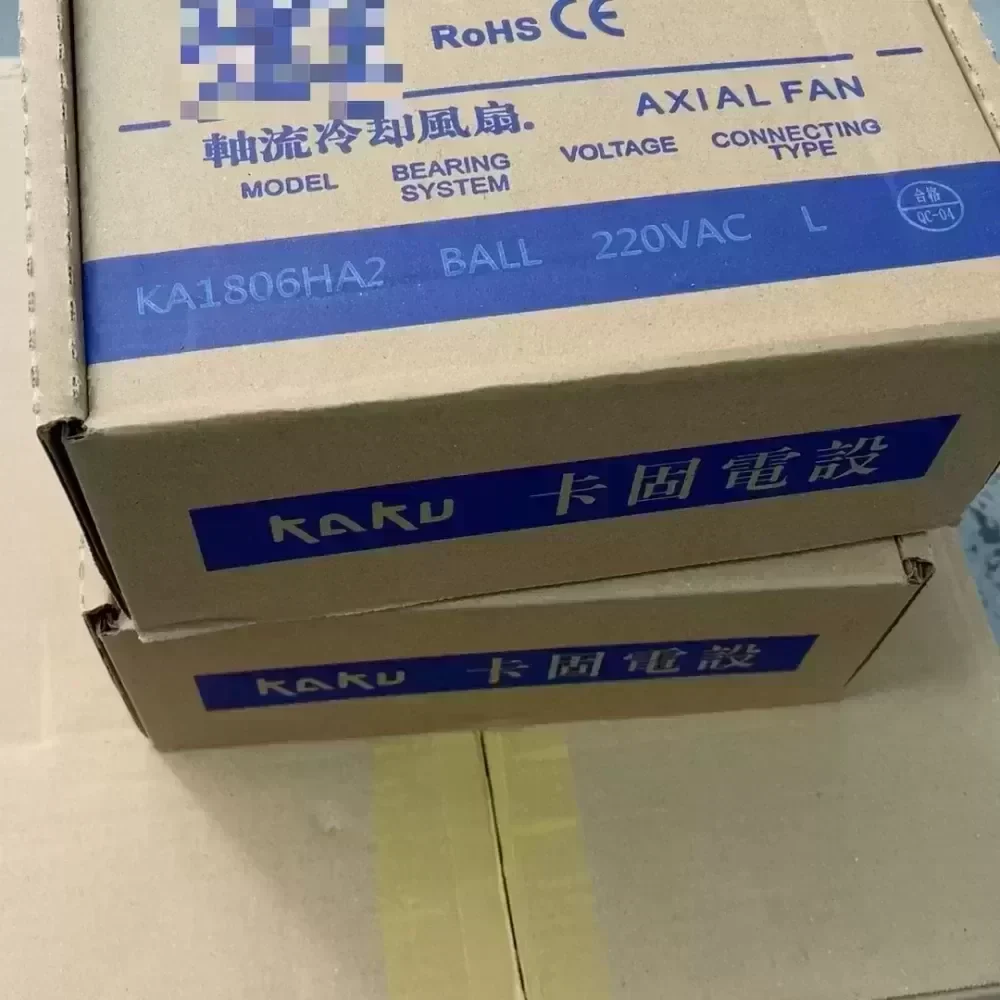 RoHS CE
AXIAL FAN
軸流冷却風扇.
MODEL
BEARING SYSTEM
VOLTAGE
CONNECTING TYPE
KA1806HA2 BALL 220VAC L
合格
QC-04
KAKU 卡固電設
KAKU 卡固電設